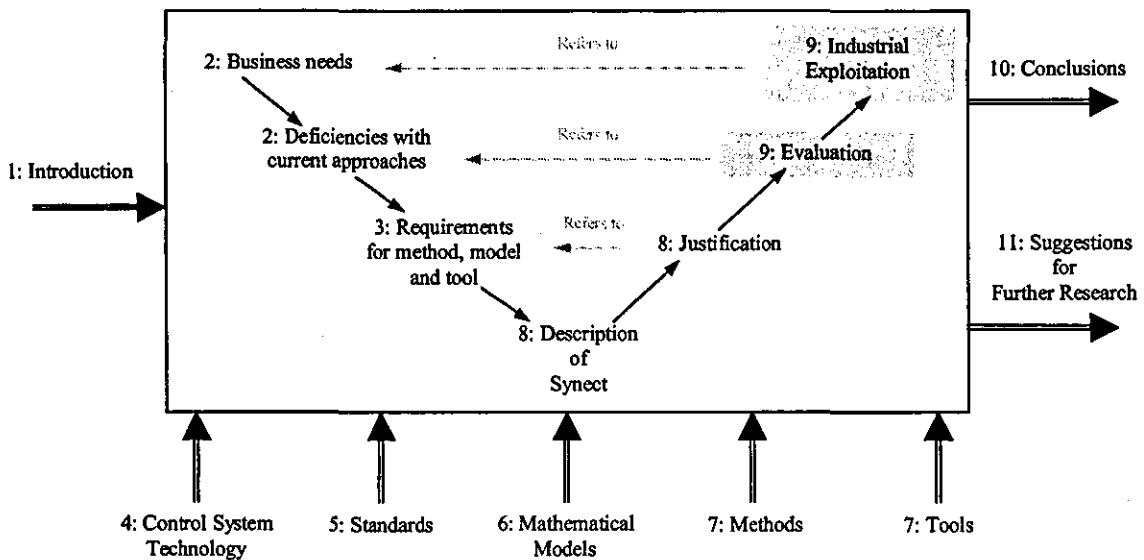 Refers to
9: Industrial
Exploitation
2: Business needs
10: Conclusions
Refers to
2: Deficiencies with
current approaches
9: Evaluation
1: Introduction
Refers to
3: Requirements
for method, model
and tool
8: Justification
11: Suggestions
for
Further Research
8: Description
of
Synect
4: Control System
Technology
5: Standards
6: Mathematical
Models
7: Methods
7: Tools